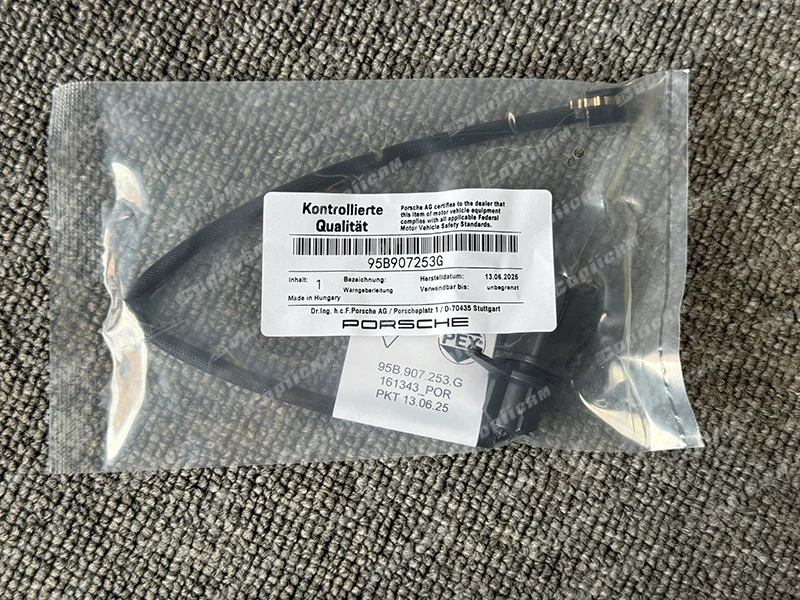 Kontrollierte
Qualität
Porsche AG certifies to the dealer that
this item of motor vehicle equipment
complies with all applicable Federal
Motor Vehicle Safety Standards.
95B907253G
Inhalt: 1 Bezeichnung: Herstelldatum: 13.06.2025
Warngeberleitung Verwendbar bis: unbegrenzt
Made in Hungary
Dr.Ing. h.c.F.Porsche AG / Porscheplatz 1 / D-70435 Stuttgart
PORSCHE
PEX
95B.907.253.G
161343_POR
PKT 13.06.25